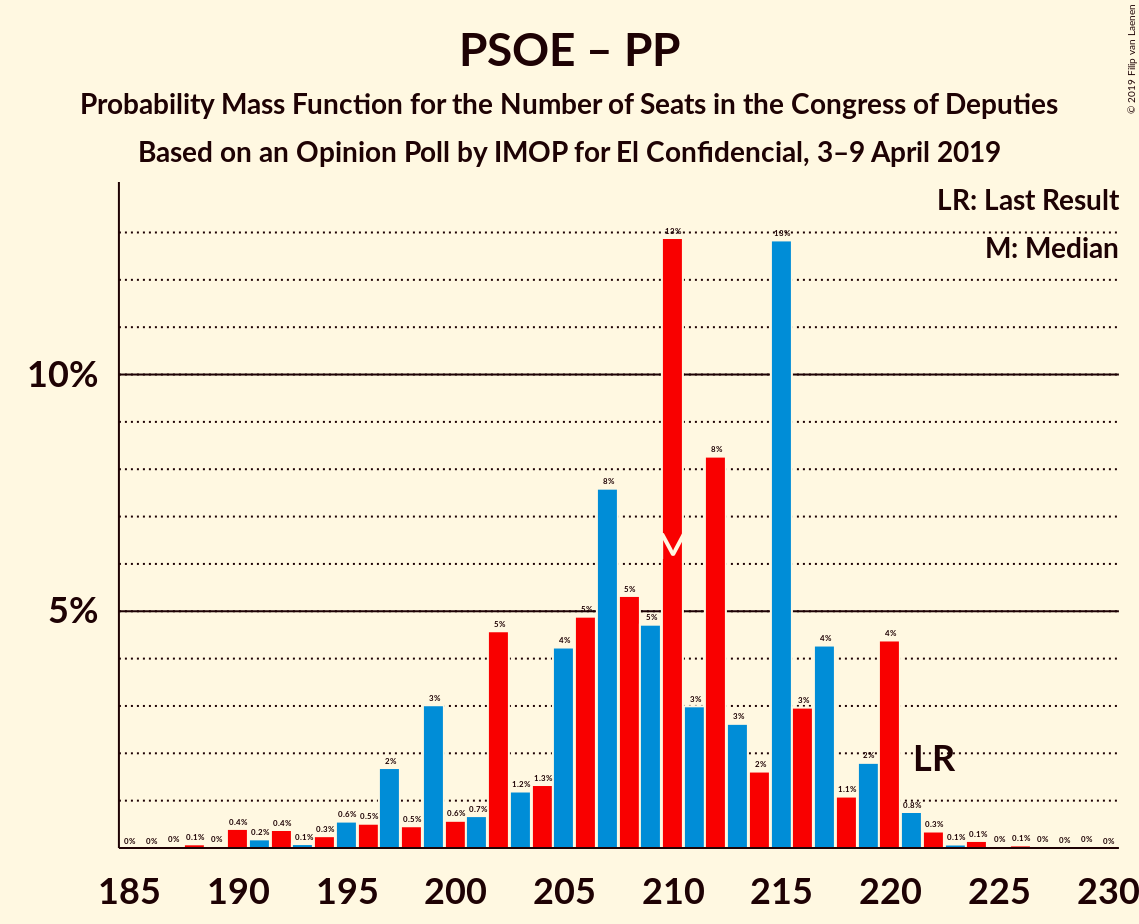 © 2019 Filip van Laenen
PSOE – PP
Probability Mass Function for the Number of Seats in the Congress of Deputies
Based on an Opinion Poll by IMOP for El Confidencial, 3–9 April 2019
LR: Last Result
M: Median
10%
5%
0% 0% 0% 0.1% 0% 0.4% 0.2% 0.4% 0.1% 0.3% 0.6% 0.5% 2% 0.5% 3% 0.6% 0.7% 5% 1.2% 1.3% 4% 5% 8% 5% 5% 13% 3% 8% 3% 2% 13% 3% 4% 1.1% 2% 4% 0.8% 0.3% 0.1% 0.1% 0% 0.1% 0% 0% 0% 0%
M
LR
185 190 195 200 205 210 215 220 225 230